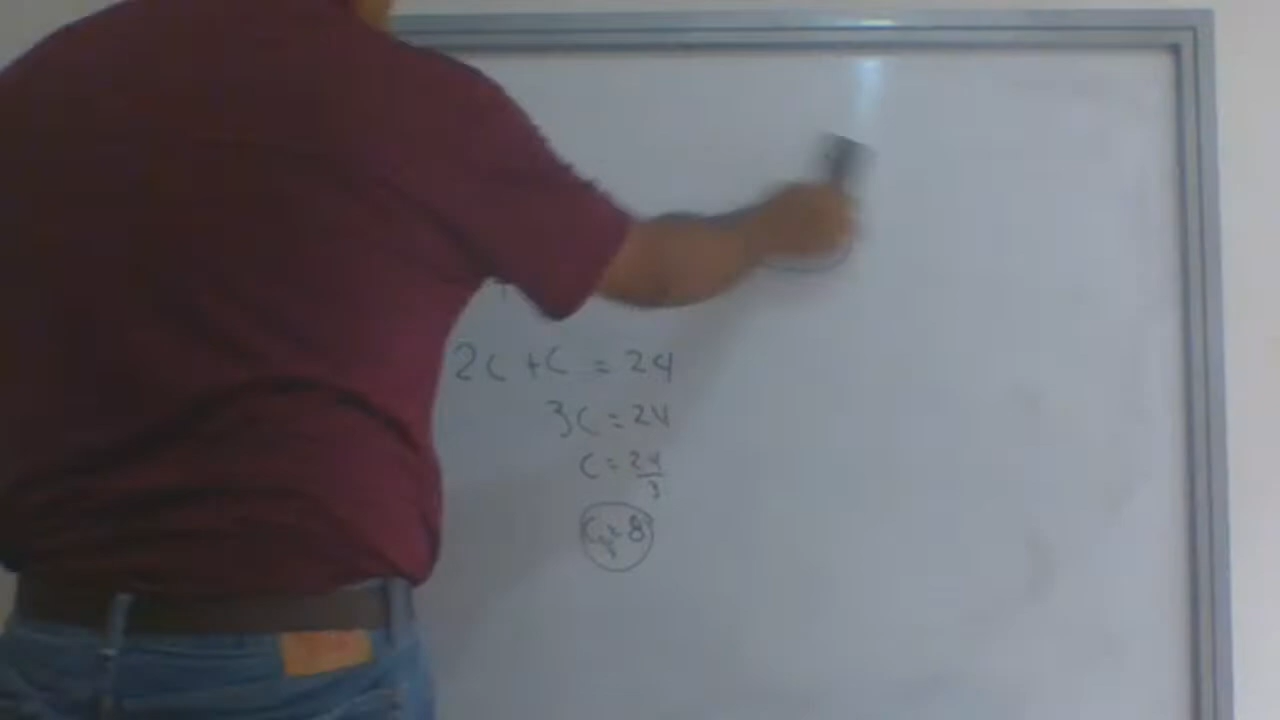 2C + C = 24
3C = 24
C = 24/3
= 8